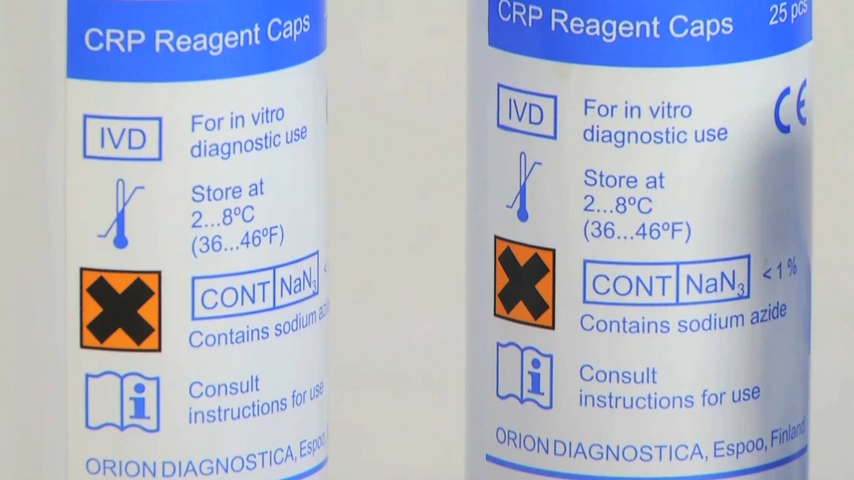 CRP Reagent Caps
IVD
For in vitro
diagnostic use
Store at
2...8ºC
(36...46ºF)
CONT NaN₃
Contains sodium
Consult
instructions for use
ORION DIAGNOSTICA, Espoo,
CRP Reagent Caps
25 pcs
IVD
For in vitro
diagnostic use
CE
Store at
2...8ºC
(36...46ºF)
CONT NaN₃ <1%
Contains sodium azide
Consult
instructions for use
ORION DIAGNOSTICA, Espoo, Finland